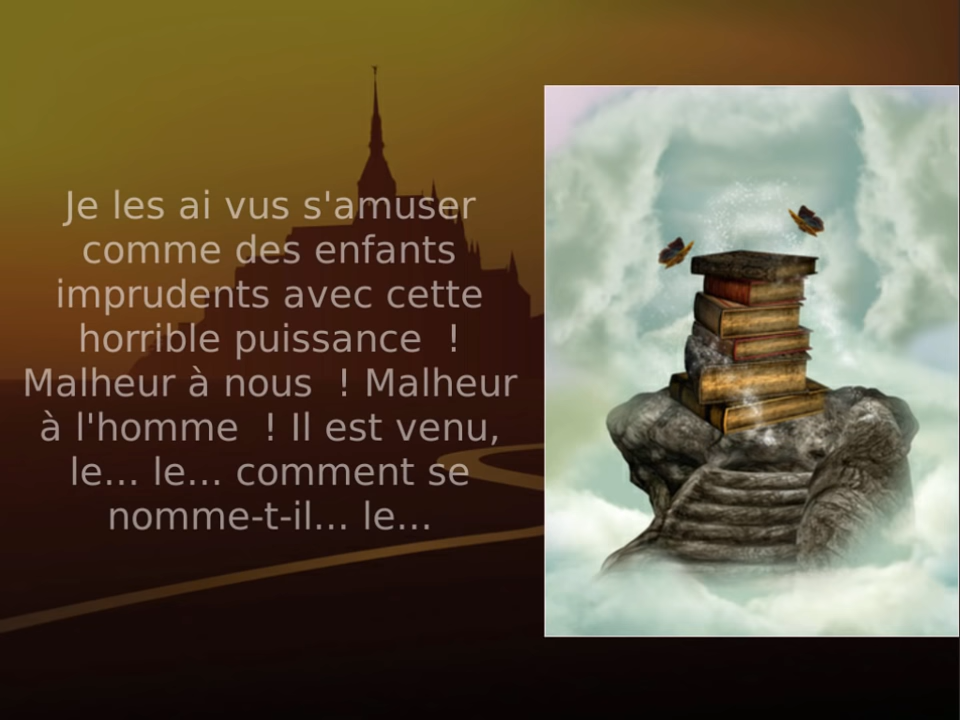 Je les ai vus s'amuser
comme des enfants
imprudents avec cette
horrible puissance  !
Malheur à nous  ! Malheur
à l'homme  ! Il est venu,
le... le... comment se
nomme-t-il... le...